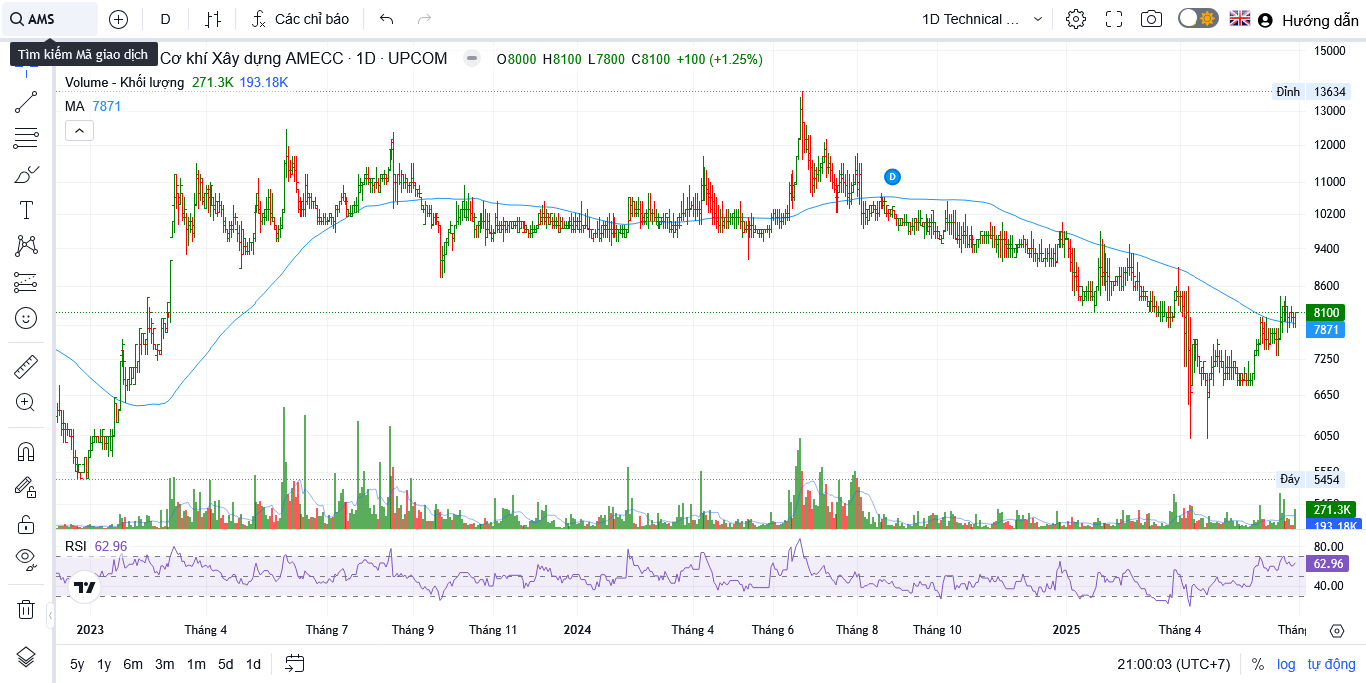 AMS
D
Các chỉ báo
1D Technical ...
Hướng dẫn
Tìm kiếm Mã giao dịch
Cơ khí Xây dựng AMECC · 1D · UPCOM
O8000 H8100 L7800 C8100 +100 (+1.25%)
Volume - Khối lượng 271.3K 193.18K
MA 7871
D
15000
Đỉnh 13634
13000
12000
11000
10200
9400
8600
8100
7871
7250
6650
6050
5550
Đáy 5454
5150
271.3K
193.18K
RSI 62.96
80.00
62.96
40.00
2023 Tháng 4 Tháng 7 Tháng 9 Tháng 11 2024 Tháng 4 Tháng 6 Tháng 8 Tháng 10 2025 Tháng 4 Tháng
5y 1y 6m 3m 1m 5d 1d
21:00:03 (UTC+7) % log tự động